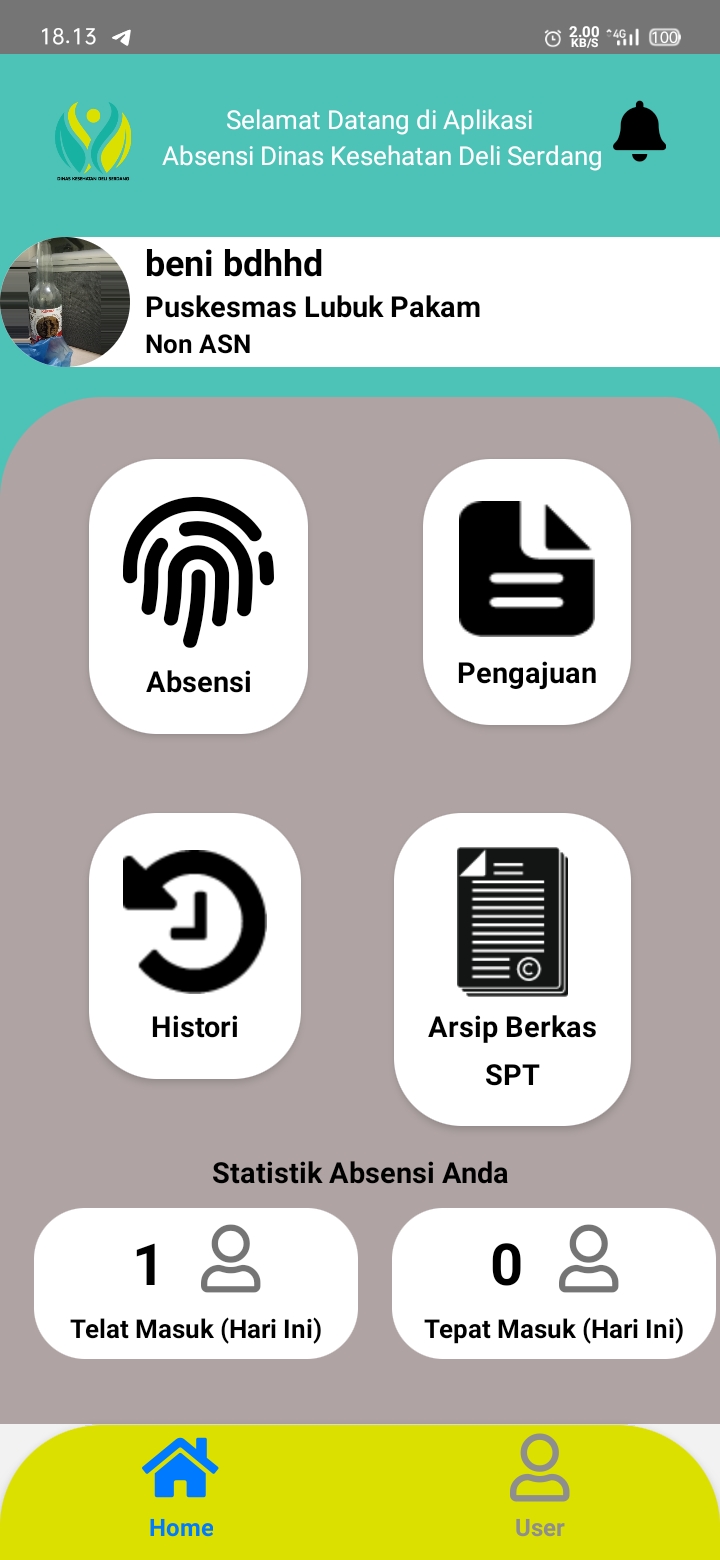 18.13
2.00
KB/S
4G
100
Selamat Datang di Aplikasi
Absensi Dinas Kesehatan Deli Serdang
DINAS KESEHATAN DELI SERDANG
beni bdhhd
Puskesmas Lubuk Pakam
Non ASN
Absensi
Pengajuan
Histori
Arsip Berkas
SPT
Statistik Absensi Anda
1
0
Telat Masuk (Hari Ini)
Tepat Masuk (Hari Ini)
Home
User